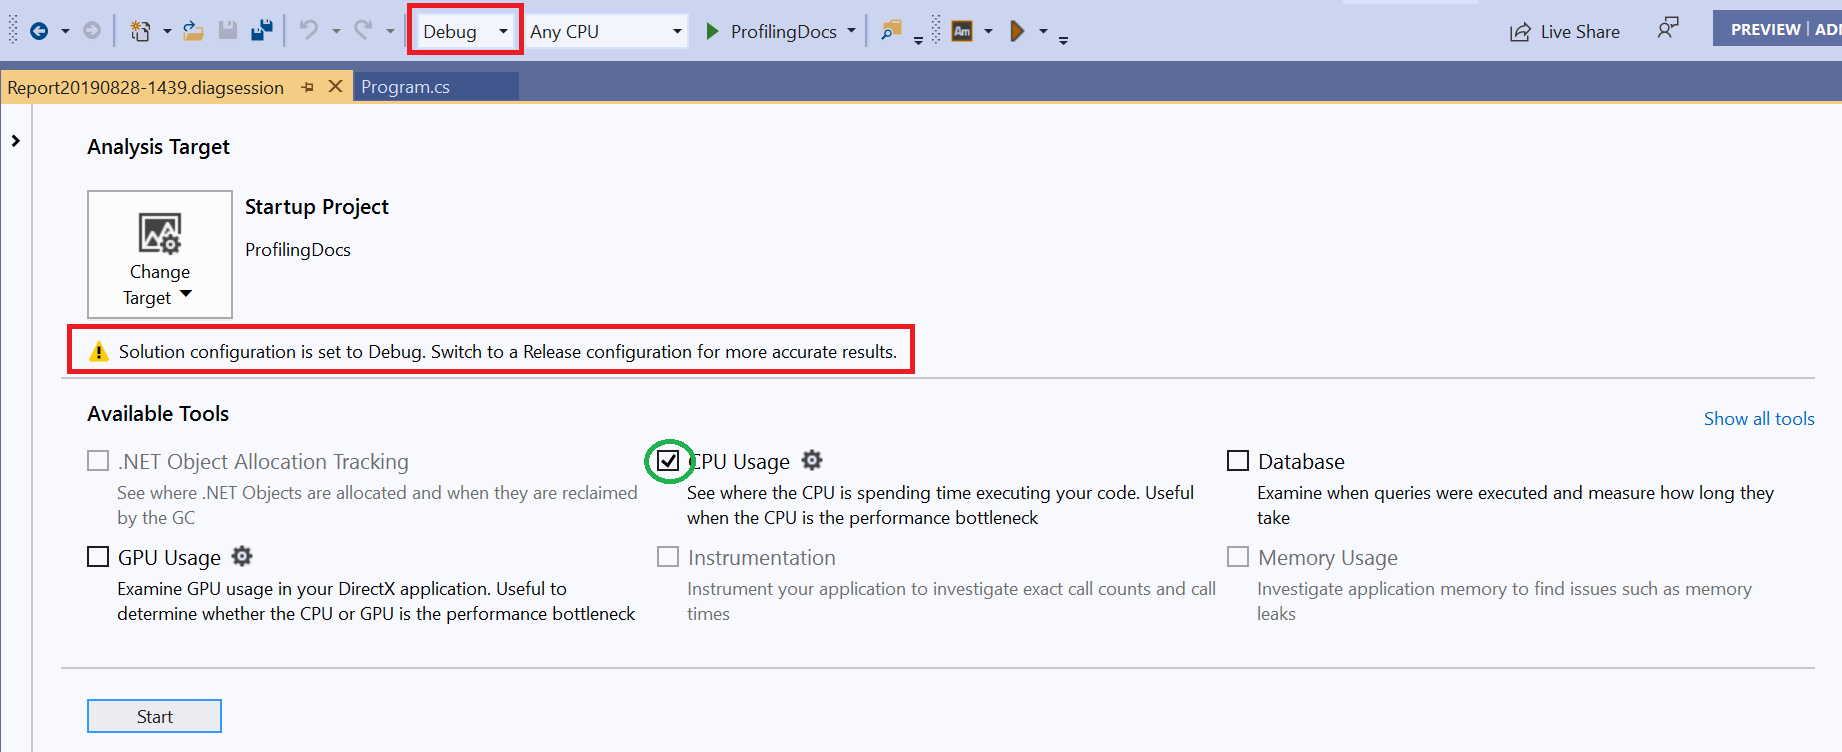 Debug Any CPU ProfilingDocs Am Live Share PREVIEW
Report20190828-1439.diagsession Program.cs
Analysis Target
Change
Target
Startup Project
ProfilingDocs
Solution configuration is set to Debug. Switch to a Release configuration for more accurate results.
Available Tools
Show all tools
.NET Object Allocation Tracking
See where .NET Objects are allocated and when they are reclaimed
by the GC
CPU Usage
See where the CPU is spending time executing your code. Useful
when the CPU is the performance bottleneck
Database
Examine when queries were executed and measure how long they
take
GPU Usage
Examine GPU usage in your DirectX application. Useful to
determine whether the CPU or GPU is the performance bottleneck
Instrumentation
Instrument your application to investigate exact call counts and call
times
Memory Usage
Investigate application memory to find issues such as memory
leaks
Start